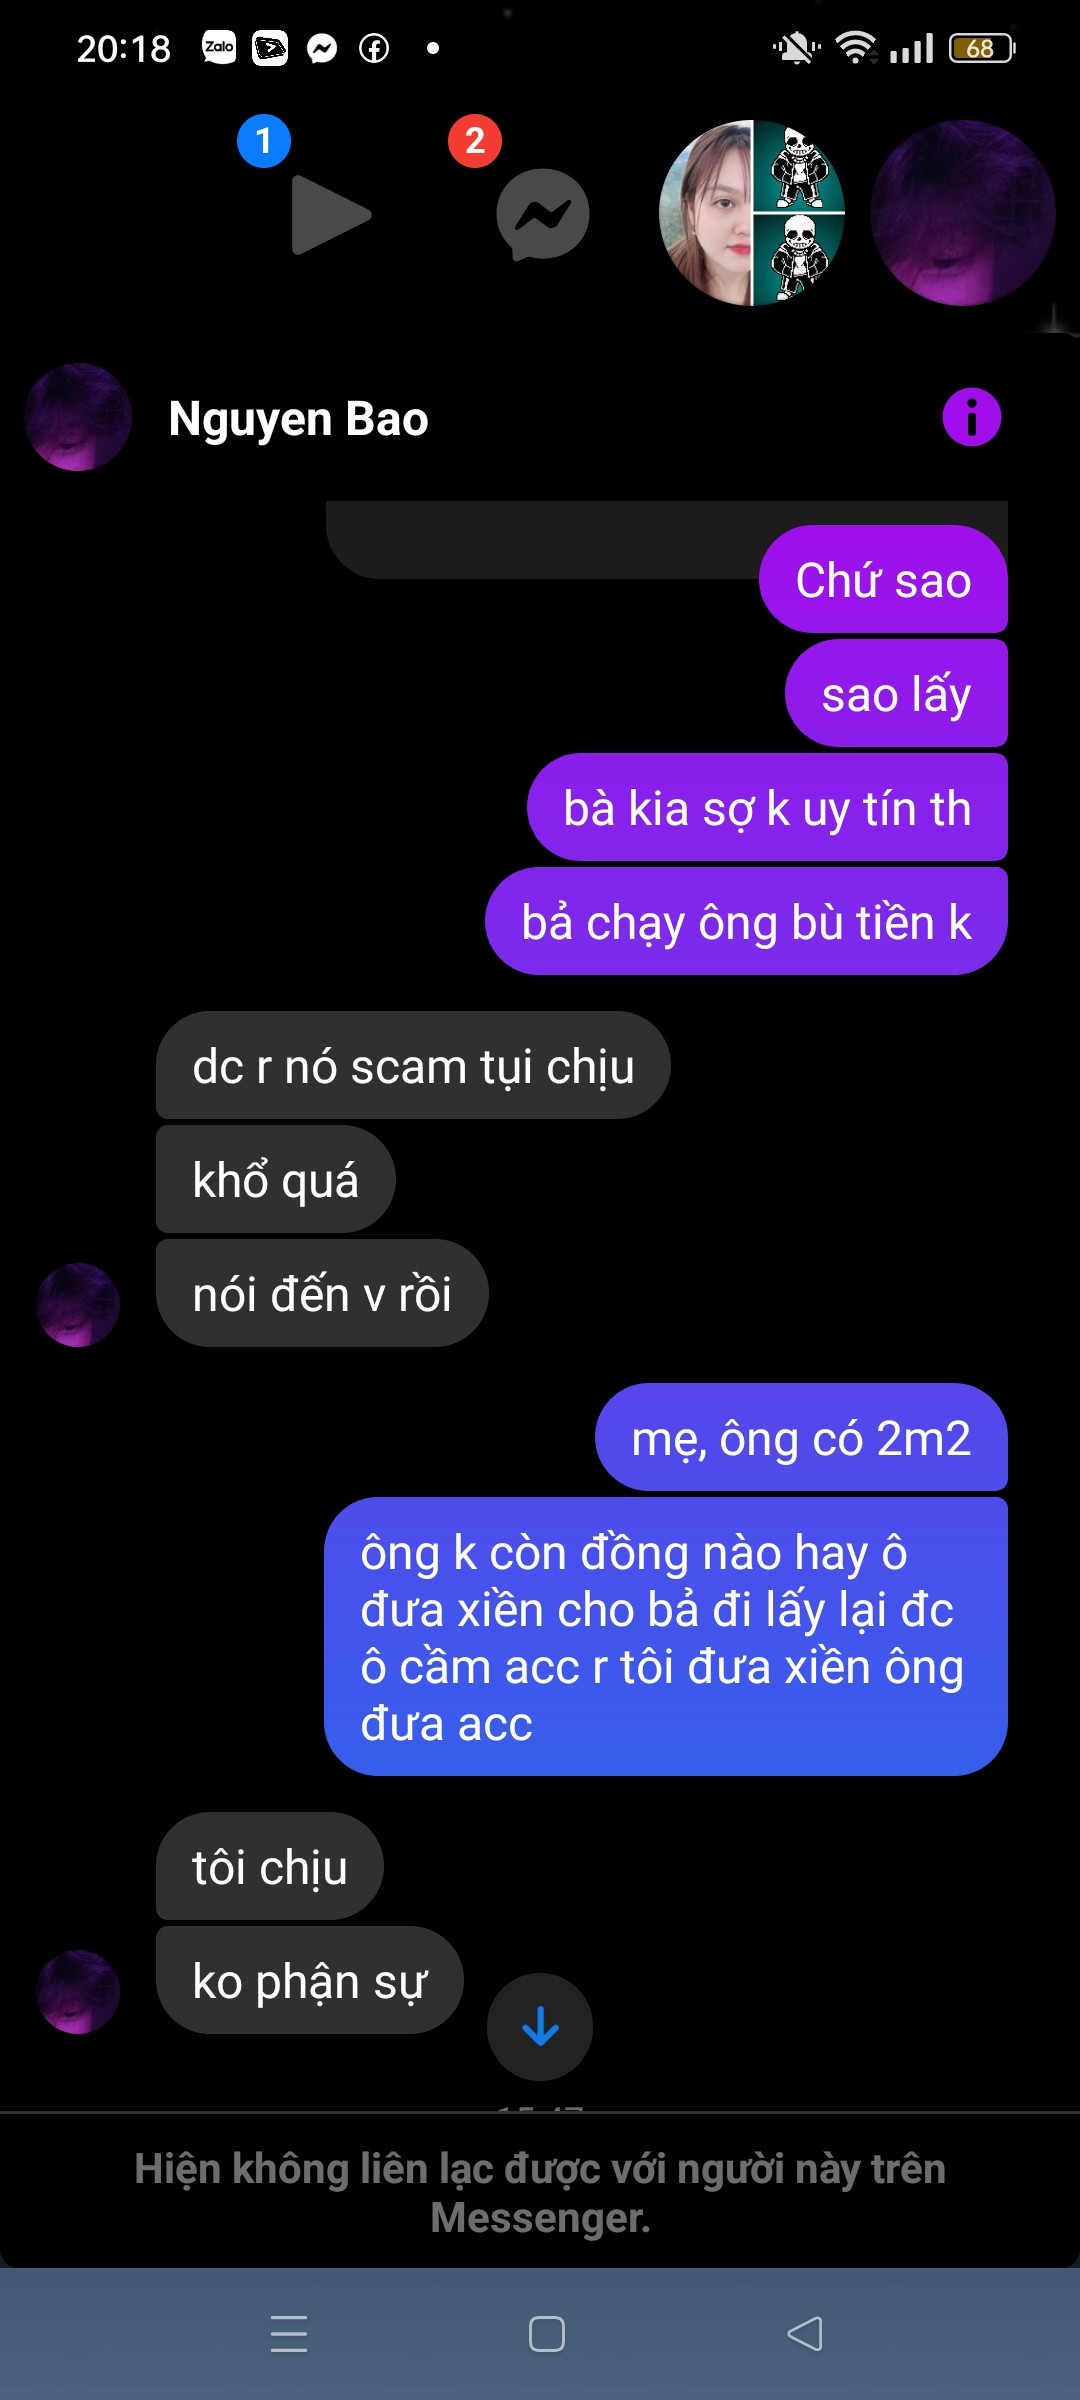 20:18
Zalo
68
1
2
Nguyen Bao
Chứ sao
sao lấy
bà kia sợ k uy tín th
bả chạy ông bù tiền k
dc r nó scam tụi chịu
khổ quá
nói đến v rồi
mẹ, ông có 2m2
ông k còn đồng nào hay ô
đưa xiền cho bả đi lấy lại đc
ô cầm acc r tôi đưa xiền ông
đưa acc
tôi chịu
ko phận sự
Hiện không liên lạc được với người này trên
Messenger.